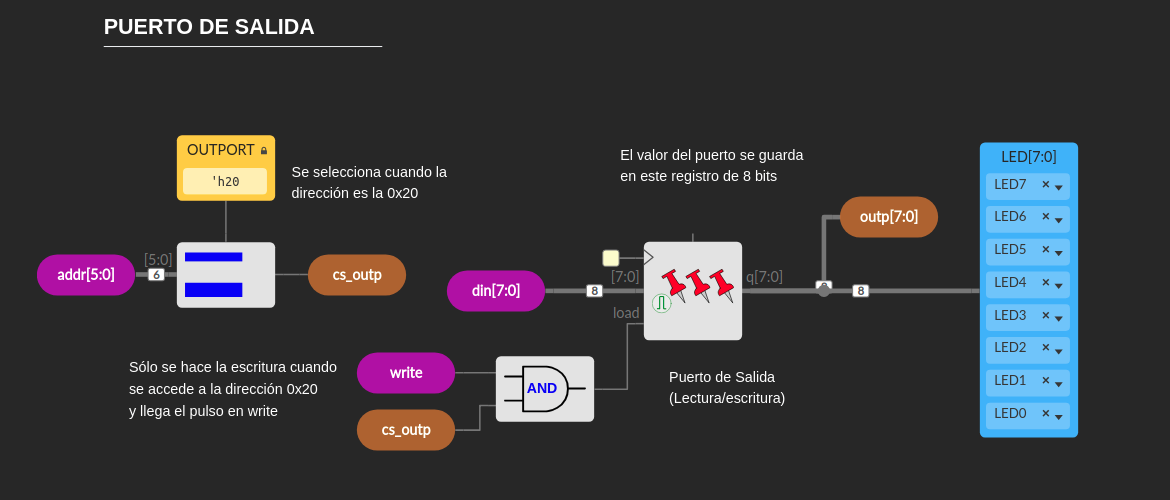 PUERTO DE SALIDA
OUTPORT
'h20
Se selecciona cuando la
dirección es la 0x20
addr[5:0]
[5:0]
6
cs_outp
El valor del puerto se guarda
en este registro de 8 bits
din[7:0]
8
[7:0]
load
q[7:0]
8
outp[7:0]
Sólo se hace la escritura cuando
se accede a la dirección 0x20
y llega el pulso en write
write
cs_outp
AND
Puerto de Salida
(Lectura/escritura)
LED[7:0]
LED7
LED6
LED5
LED4
LED3
LED2
LED1
LED0